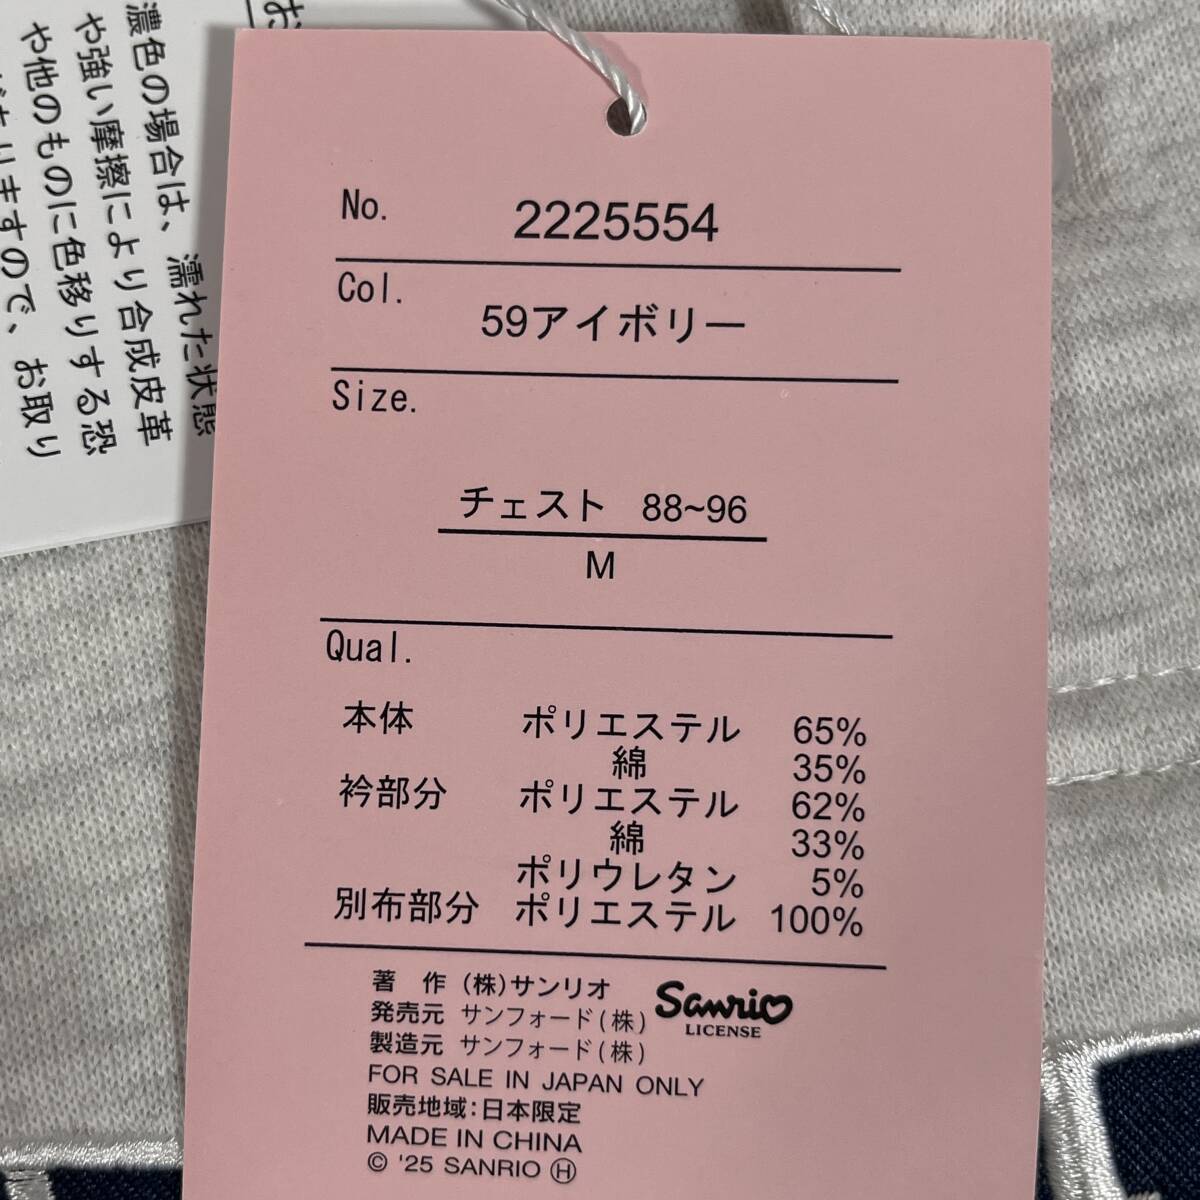 お
濃色の場合は、濡れた状態
や強い摩擦により合成皮革
や他のものに色移りする恐
ますので、お取り
No. 2225554
Col. 59アイボリー
Size.
チェスト 88~96
M
Qual.
本体 ポリエステル 65%
綿 35%
衿部分 ポリエステル 62%
綿 33%
ポリウレタン 5%
別布部分 ポリエステル 100%
著 作 (株)サンリオ
発売元 サンフォード(株)
製造元 サンフォード(株)
Sanrio
LICENSE
FOR SALE IN JAPAN ONLY
販売地域:日本限定
MADE IN CHINA
© '25 SANRIO Ⓗ